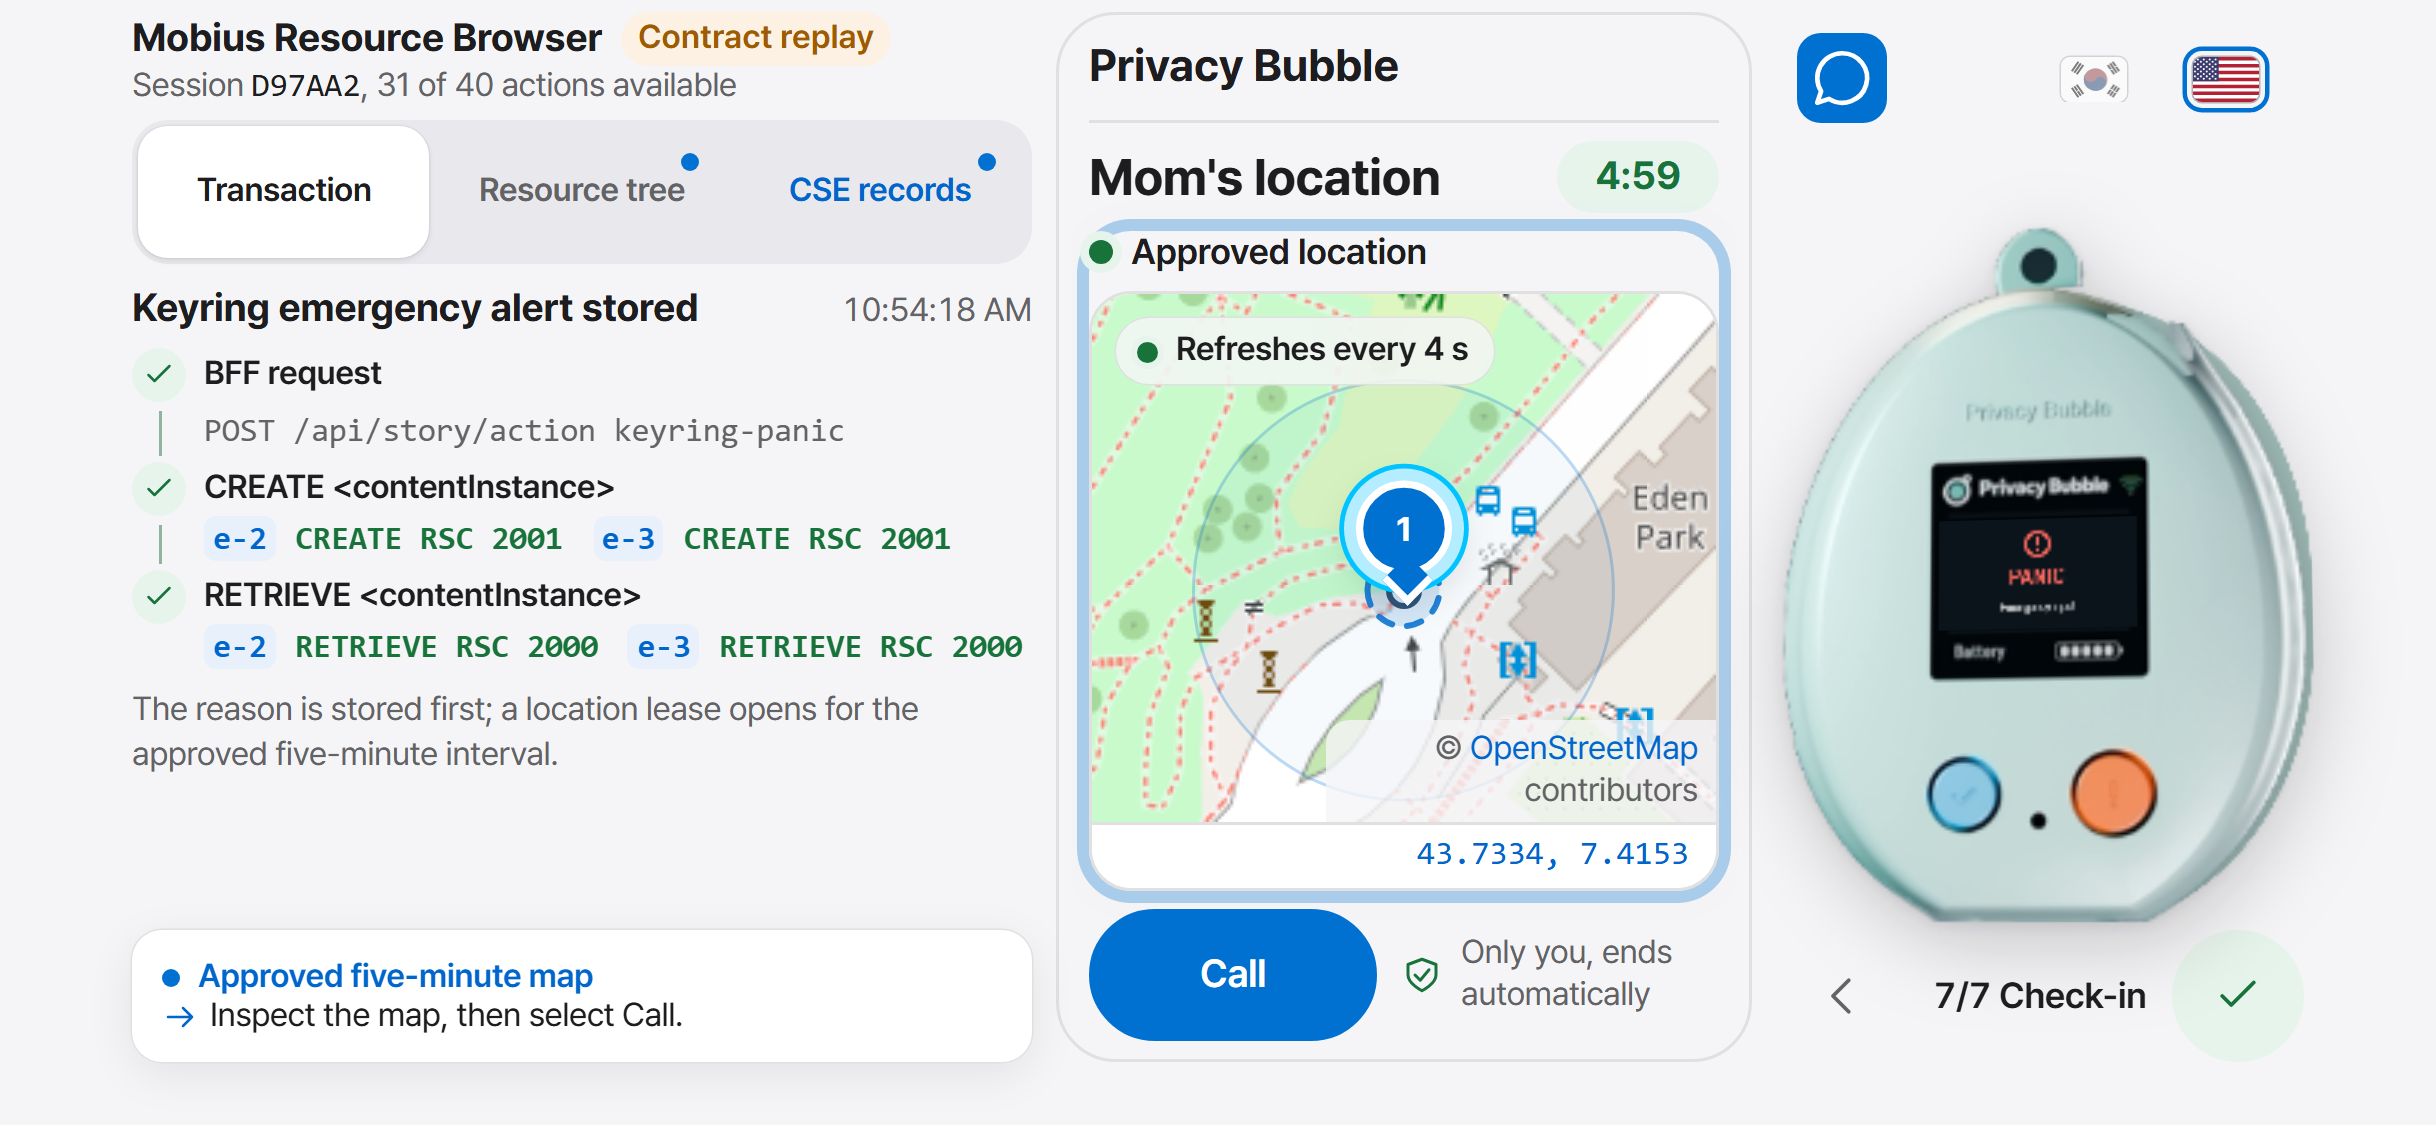 Mobius Resource Browser Contract replay
Session D97AA2, 31 of 40 actions available
Transaction Resource tree CSE records
Keyring emergency alert stored 10:54:18 AM
BFF request
POST /api/story/action keyring-panic
CREATE <contentInstance>
e-2 CREATE RSC 2001 e-3 CREATE RSC 2001
RETRIEVE <contentInstance>
e-2 RETRIEVE RSC 2000 e-3 RETRIEVE RSC 2000
The reason is stored first; a location lease opens for the
approved five-minute interval.
Approved five-minute map
→ Inspect the map, then select Call.
Privacy Bubble
Mom's location 4:59
Approved location
Refreshes every 4 s
1
Eden
Park
© OpenStreetMap
contributors
43.7334, 7.4153
Call
Only you, ends
automatically
Privacy Bubble
Privacy Bubble
PANIC
Battery
7/7 Check-in